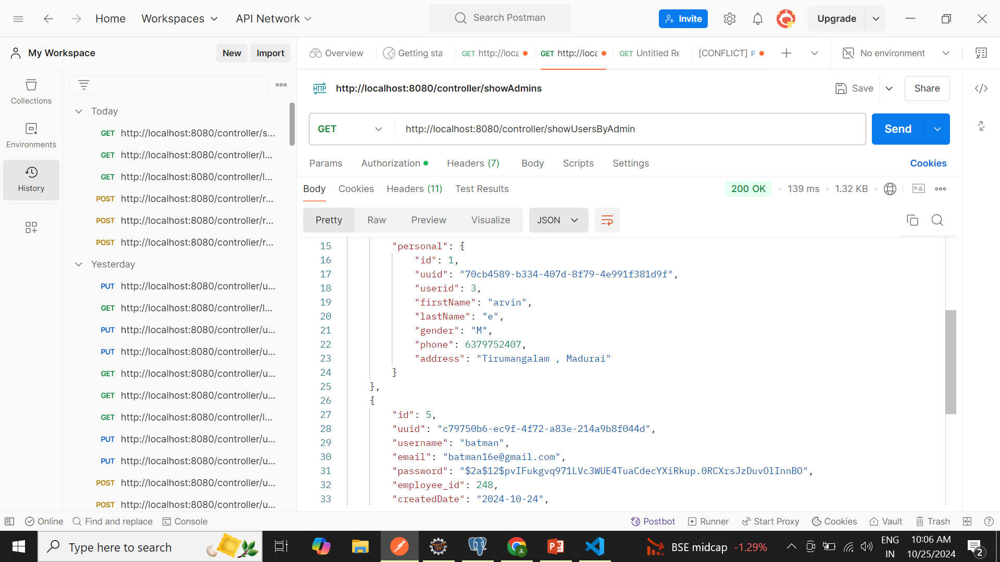 Home
Workspaces
API Network
Search Postman
Invite
Upgrade
My Workspace
New
Import
Overview
Getting sta
GET http://loca
GET http://loca
GET Untitled Re
[CONFLICT] P
No environment
Collections
Environments
History
Today
GET http://localhost:8080/controller/s...
GET http://localhost:8080/controller/l...
GET http://localhost:8080/controller/l...
POST http://localhost:8080/controller/r...
POST http://localhost:8080/controller/r...
POST http://localhost:8080/controller/r...
Yesterday
PUT http://localhost:8080/controller/u...
GET http://localhost:8080/controller/l...
PUT http://localhost:8080/controller/u...
PUT http://localhost:8080/controller/u...
GET http://localhost:8080/controller/u...
GET http://localhost:8080/controller/u...
GET http://localhost:8080/controller/l...
PUT http://localhost:8080/controller/u...
PUT http://localhost:8080/controller/u...
POST http://localhost:8080/controller/u...
POST http://localhost:8080/controller/u...
HTTP http://localhost:8080/controller/showAdmins
Save
Share
GET http://localhost:8080/controller/showUsersByAdmin
Send
Params Authorization Headers (7) Body Scripts Settings Cookies
Body Cookies Headers (11) Test Results 200 OK 139 ms 1.32 KB e.g.
Pretty Raw Preview Visualize JSON
15 "personal": {
16 "id": 1,
17 "uuid": "70cb4589-b334-407d-8f79-4e991f381d9f",
18 "userid": 3,
19 "firstName": "arvin",
20 "lastName": "e",
21 "gender": "M",
22 "phone": 6379752407,
23 "address": "Tirumangalam , Madurai"
24 }
25 },
26 {
27 "id": 5,
28 "uuid": "c79750b6-ec9f-4f72-a83e-214a9b8f044d",
29 "username": "batman",
30 "email": "batman16e@gmail.com",
31 "password": "$2a$12$pvIFukgvq971LVc3WUE4TuaCdecYXiRkup.0RCXrsJzDuvOlInnBO",
32 "employee_id": 248,
33 "createdDate": "2024-10-24",
Online Find and replace Console Postbot Runner Start Proxy Cookies Vault Trash
Type here to search
Java EE
IDE
A
BSE midcap -1.29%
ENG
IN
10:06 AM
10/25/2024
2